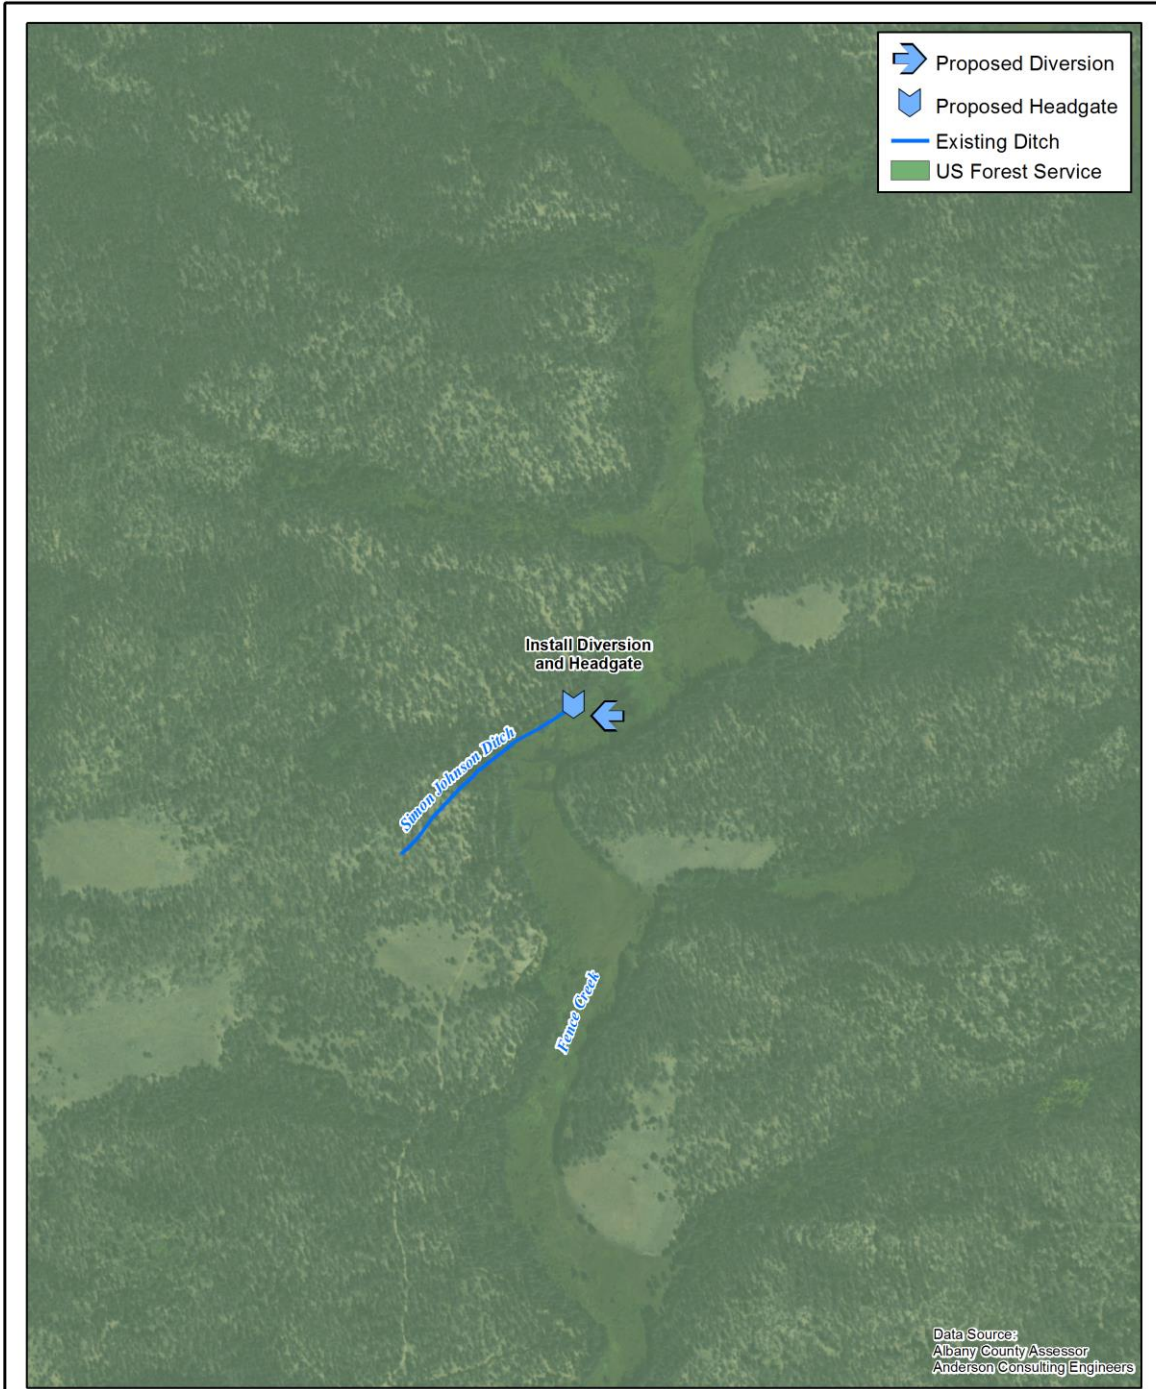 Proposed Diversion
Proposed Headgate
Existing Ditch
US Forest Service
Install Diversion
and Headgate
Simon Johnson Ditch
Fence Creek
Data Source:
Albany County Assessor
Anderson Consulting Engineers